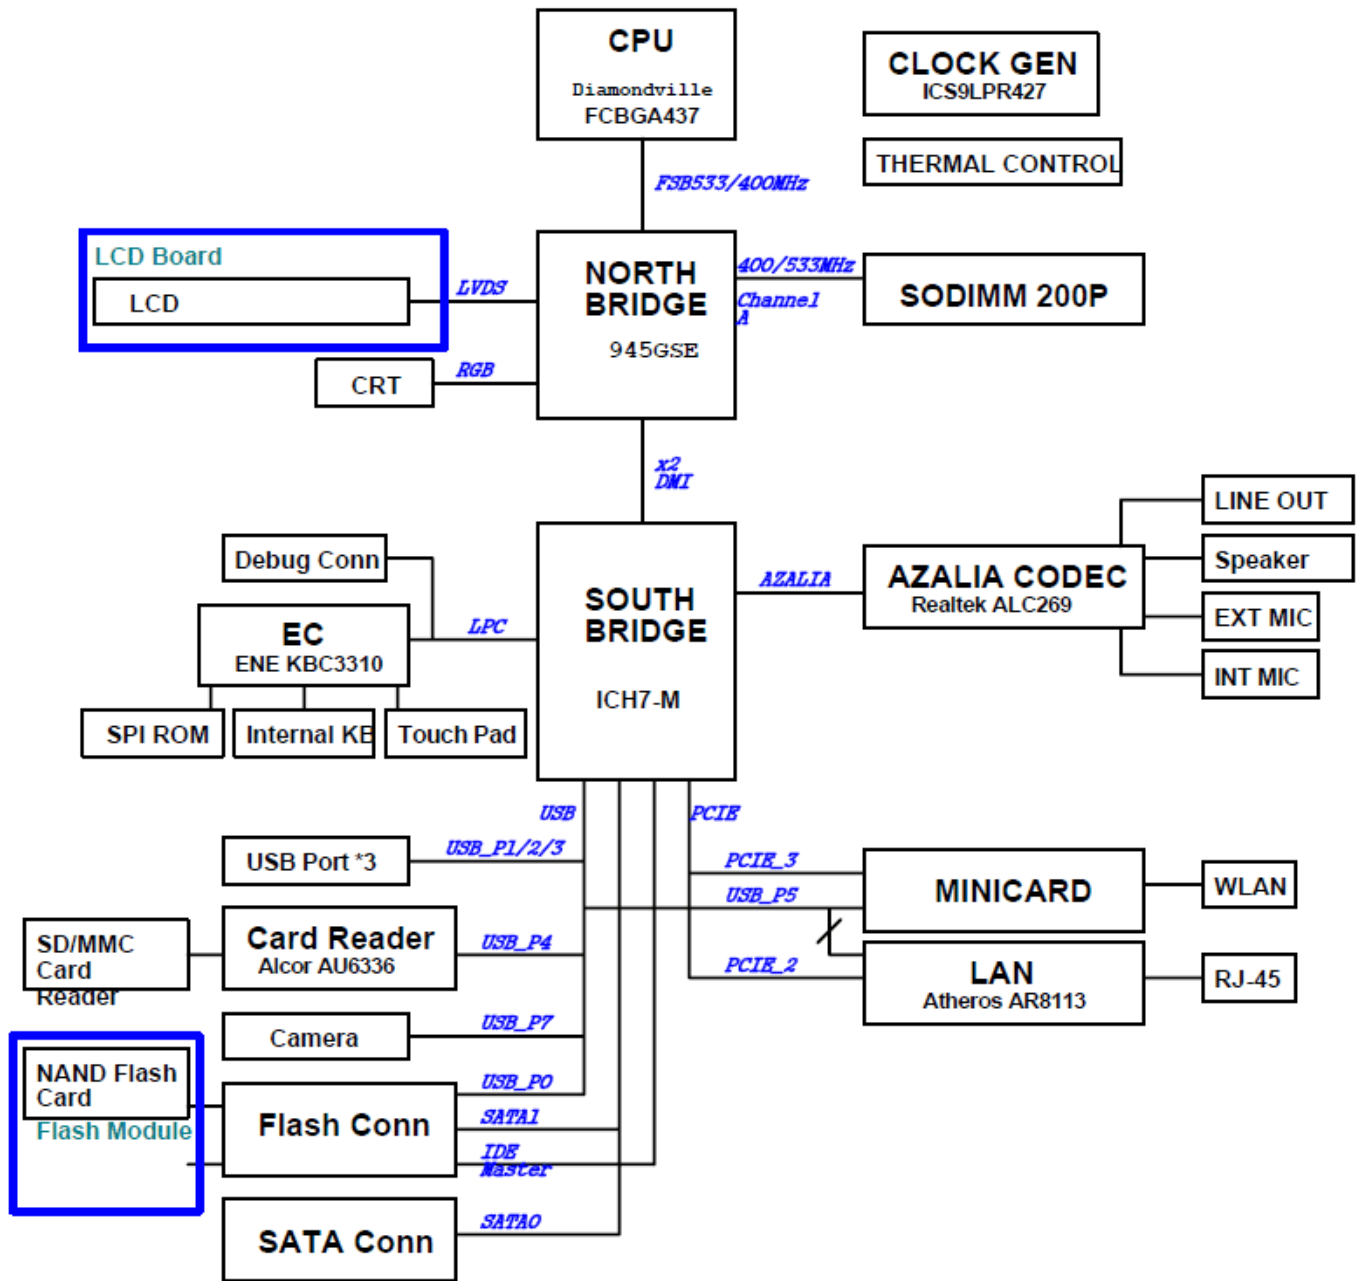 CPU
Diamondville
FCBGA437
CLOCK GEN
ICS9LPR427
THERMAL CONTROL
FSB533/400MHz
LCD Board
LCD
LVDS
NORTH
BRIDGE
945GSE
400/533MHz
Channel
A
SODIMM 200P
CRT
RGB
x2
DMI
LINE OUT
Speaker
EXT MIC
INT MIC
AZALIA CODEC
Realtek ALC269
AZALIA
Debug Conn
SOUTH
BRIDGE
ICH7-M
LPC
EC
ENE KBC3310
SPI ROM
Internal KB
Touch Pad
USB
PCIE
USB Port *3
USB_P1/2/3
PCIE_3
USB_P5
MINICARD
WLAN
SD/MMC
Card
Reader
Card Reader
Alcor AU6336
USB_P4
PCIE_2
LAN
Atheros AR8113
RJ-45
Camera
USB_P7
NAND Flash
Card
Flash Module
Flash Conn
USB_P0
SATA1
IDE
Master
SATA Conn
SATA0